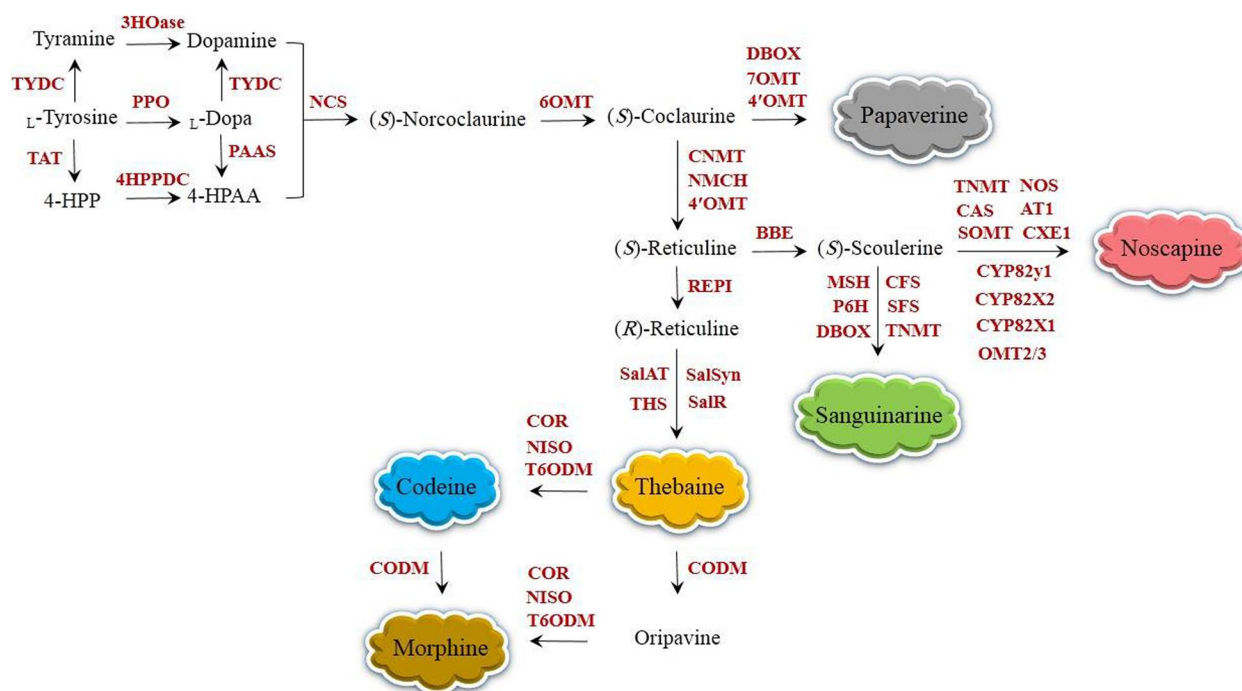 3HOase
Tyramine
Dopamine
TYDC
TYDC
PPO
L-Tyrosine
L-Dopa
NCS
TAT
PAAS
4HPPDC
4-HPP
4-HPAA
(S)-Norcoclaurine
6OMT
(S)-Coclaurine
DBOX
7OMT
4′OMT
Papaverine
CNMT
NMCH
4′OMT
(S)-Reticuline
BBE
(S)-Scoulerine
TNMT NOS
CAS AT1
SOMT CXE1
Noscapine
CYP82y1
CYP82X2
CYP82X1
OMT2/3
REPI
MSH CFS
P6H SFS
DBOX TNMT
(R)-Reticuline
Sanguinarine
SalAT SalSyn
THS SalR
COR
NISO
T6ODM
Codeine
Thebaine
CODM
CODM
COR
NISO
T6ODM
Morphine
Oripavine